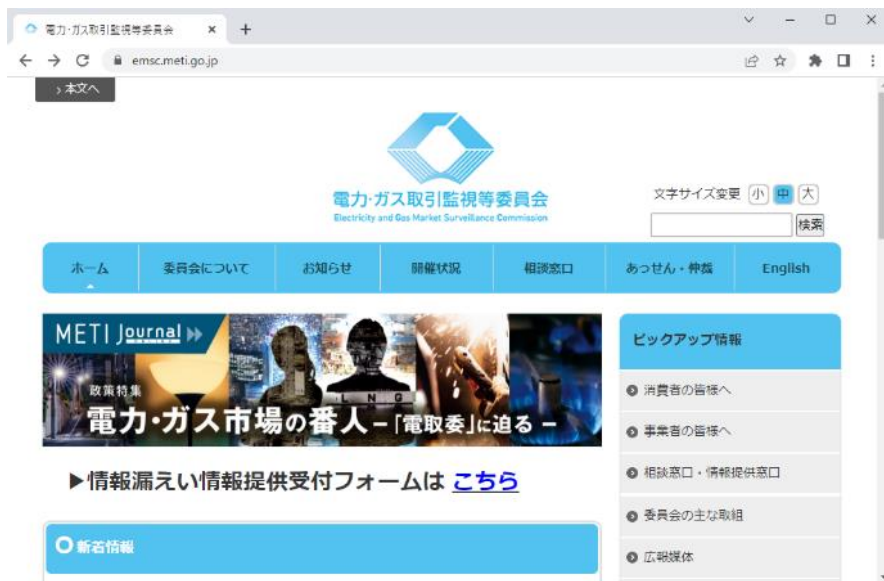 電力・ガス取引監視等委員会
emsc.meti.go.jp
本文へ
電力・ガス取引監視等委員会
Electricity and Gas Market Surveillance Commission
文字サイズ変更 小 中 大
検索
ホーム 委員会について お知らせ 開催状況 相談窓口 あっせん・仲裁 English
METI Journal ONLINE
政策特集
LNG
電力・ガス市場の番人－「電取委」に迫る－
▶情報漏えい情報提供受付フォームは こちら
新着情報
ピックアップ情報
消費者の皆様へ
事業者の皆様へ
相談窓口・情報提供窓口
委員会の主な取組
広報媒体